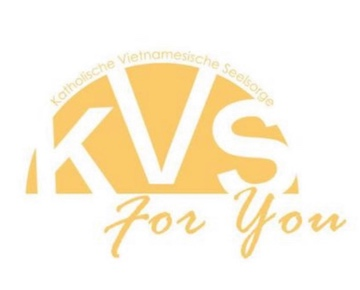 Katholische Vietnamesische Seelsorge
KVS
For You